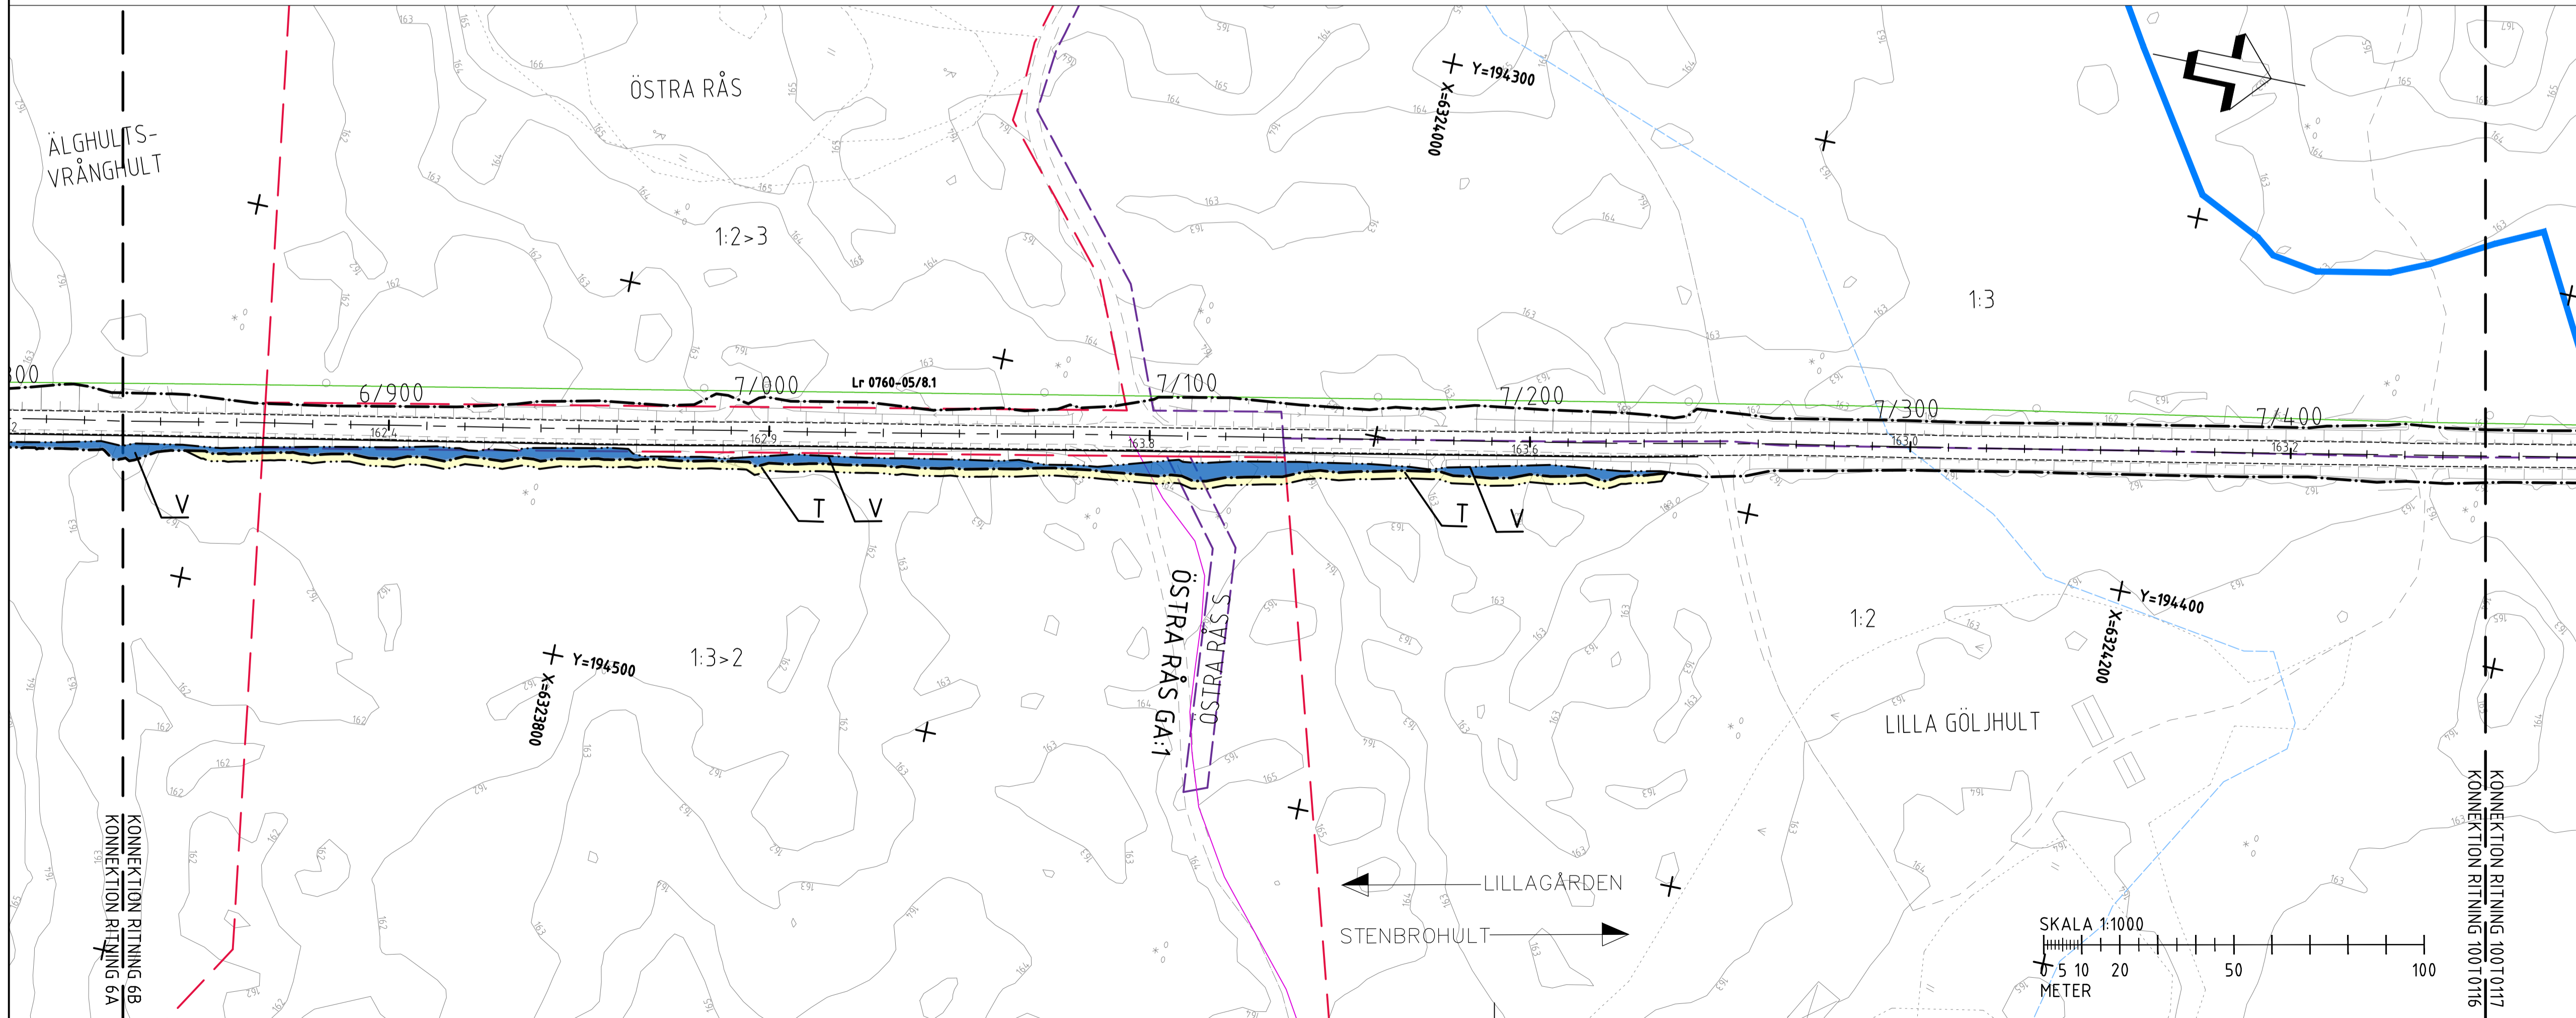 ÄLGHULTS-
VRÅNGHULT
ÖSTRA RÅS
1:2>3
Y=194300
X=6324000
1:3
6/900
7/000
Lr 0760-05/8.1
7/100
7/200
7/300
7/400
162.4
162.9
163.8
163.6
163.0
163.2
V
T
V
T
V
Y=194500
X=6323800
1:3>2
ÖSTRA RÅS GA:1
ÖSTRA RÅS S
1:2
Y=194400
X=6324200
LILLA GÖLJHULT
LILLAGÅRDEN
STENBROHULT
KONNEKTION RITNING 6B
KONNEKTION RITNING 6A
KONNEKTION RITNING 100T0117
KONNEKTION RITNING 100T0116
SKALA 1:1000
0 5 10 20 50 100
METER